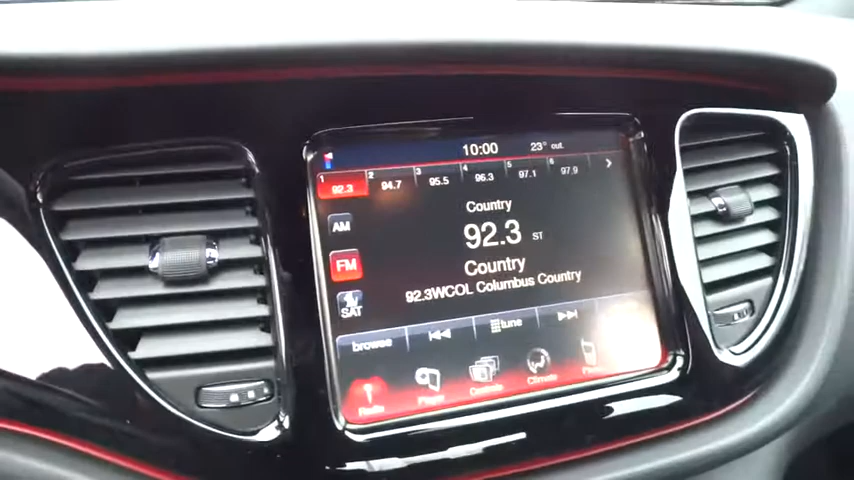 10:00 23° out
1 92.3 2 94.7 3 95.5 4 96.3 5 97.1 6 97.9
Country
AM
92.3 ST
FM
Country
SAT
92.3WCOL Columbus Country
browse tune
Radio Player Controls Climate Phone